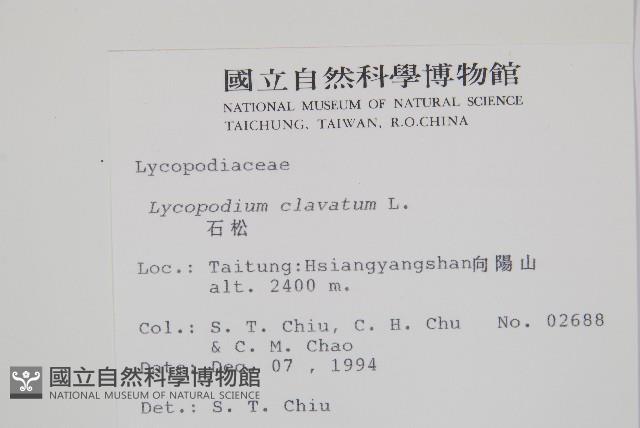 國立自然科學博物館
NATIONAL MUSEUM OF NATURAL SCIENCE
TAICHUNG, TAIWAN, R.O.CHINA
Lycopodiaceae
Lycopodium clavatum L.
石松
Loc.: Taitung:Hsiangyangshan向陽山
alt. 2400 m.
Col.: S. T. Chiu, C. H. Chu No. 02688
& C. M. Chao
Date: Dec. 07 , 1994
Det.: S. T. Chiu
國立自然科學博物館
NATIONAL MUSEUM OF NATURAL SCIENCE